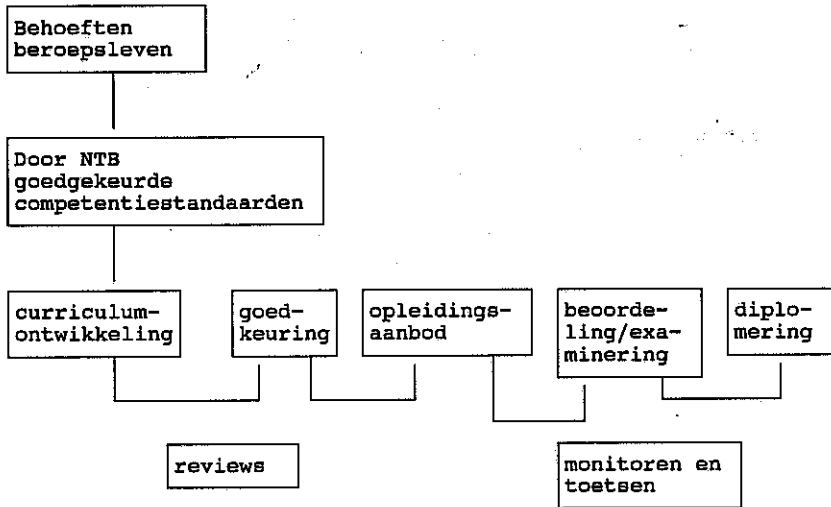 Behoeften
beroepsleven
Door NTB
goedgekeurde
competentiestandaarden
curriculum-
ontwikkeling
goed-
keuring
opleidings-
aanbod
beoorde-
ling/exa-
minering
diplo-
mering
reviews
monitoren en
toetsen